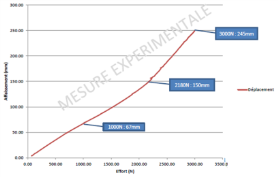 300.00
250.00
200.00
150.00
100.00
50.00
0.00
Affaissement (mm)
MESURE EXPERIMENTALE
3000N : 245mm
2180N : 150mm
1000N : 67mm
Déplacement
0.00
500.00
1000.00
1500.00
2000.00
2500.00
3000.00
3500.0
Effort (N)